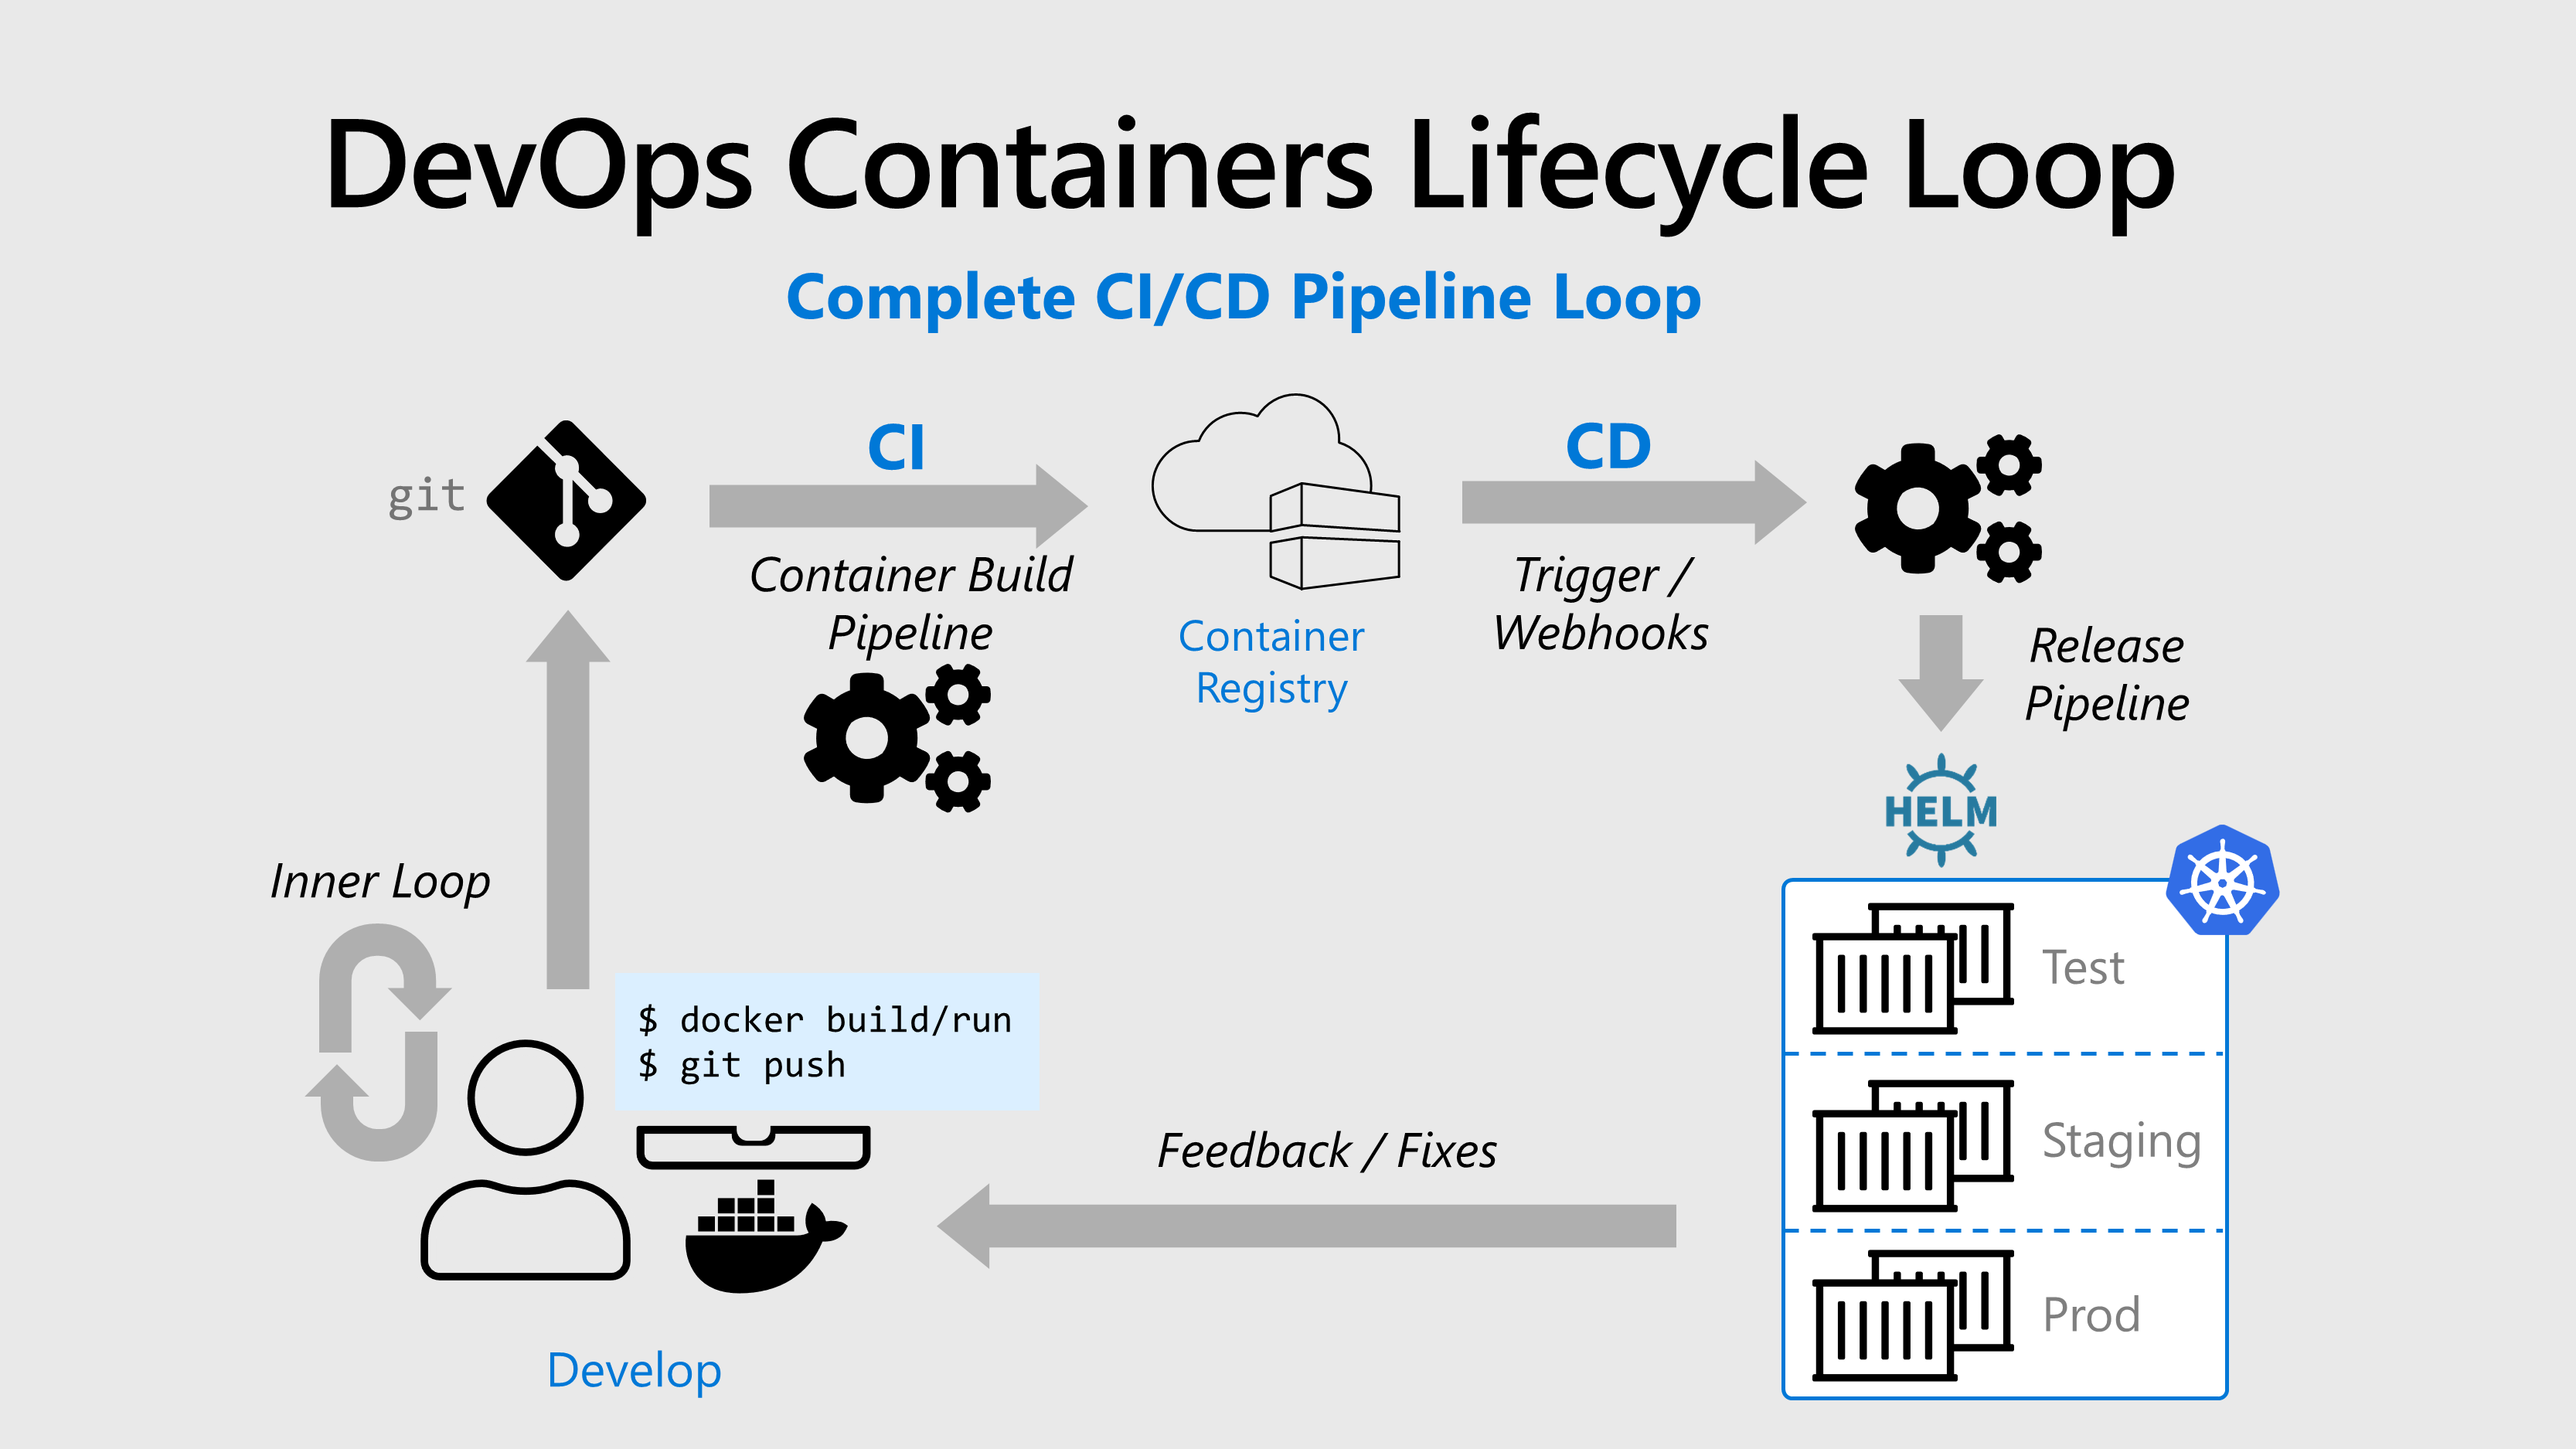 DevOps Containers Lifecycle Loop
Complete CI/CD Pipeline Loop
git
CI
Container Build
Pipeline
Container
Registry
CD
Trigger /
Webhooks
Release
Pipeline
HELM
Inner Loop
$ docker build/run
$ git push
Develop
Feedback / Fixes
Test
Staging
Prod